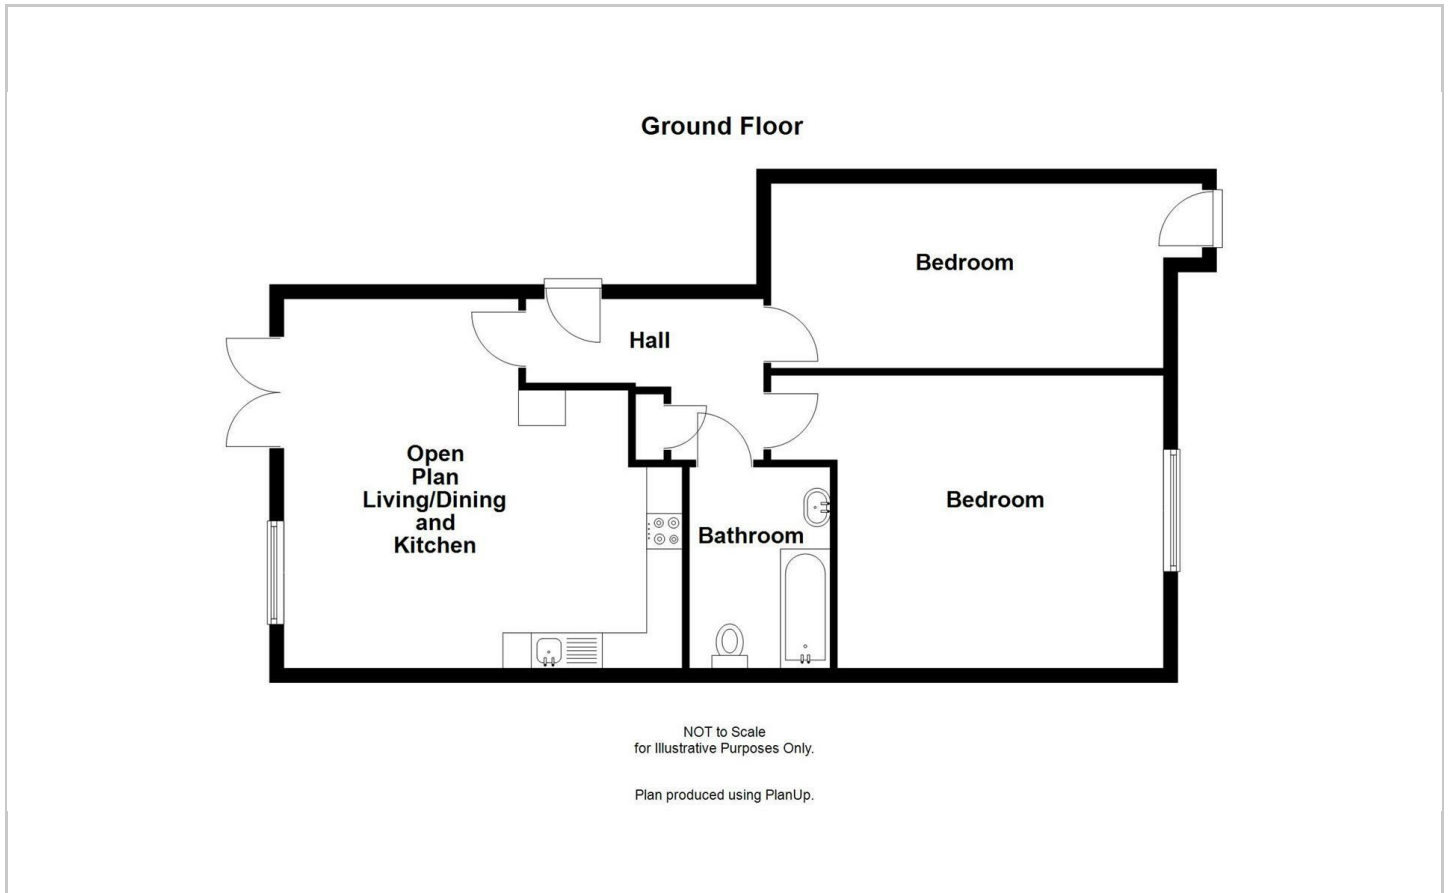 Ground Floor
Bedroom
Hall
Open
Plan
Living/Dining
and
Kitchen
Bedroom
Bathroom
NOT to Scale
for Illustrative Purposes Only.
Plan produced using PlanUp.